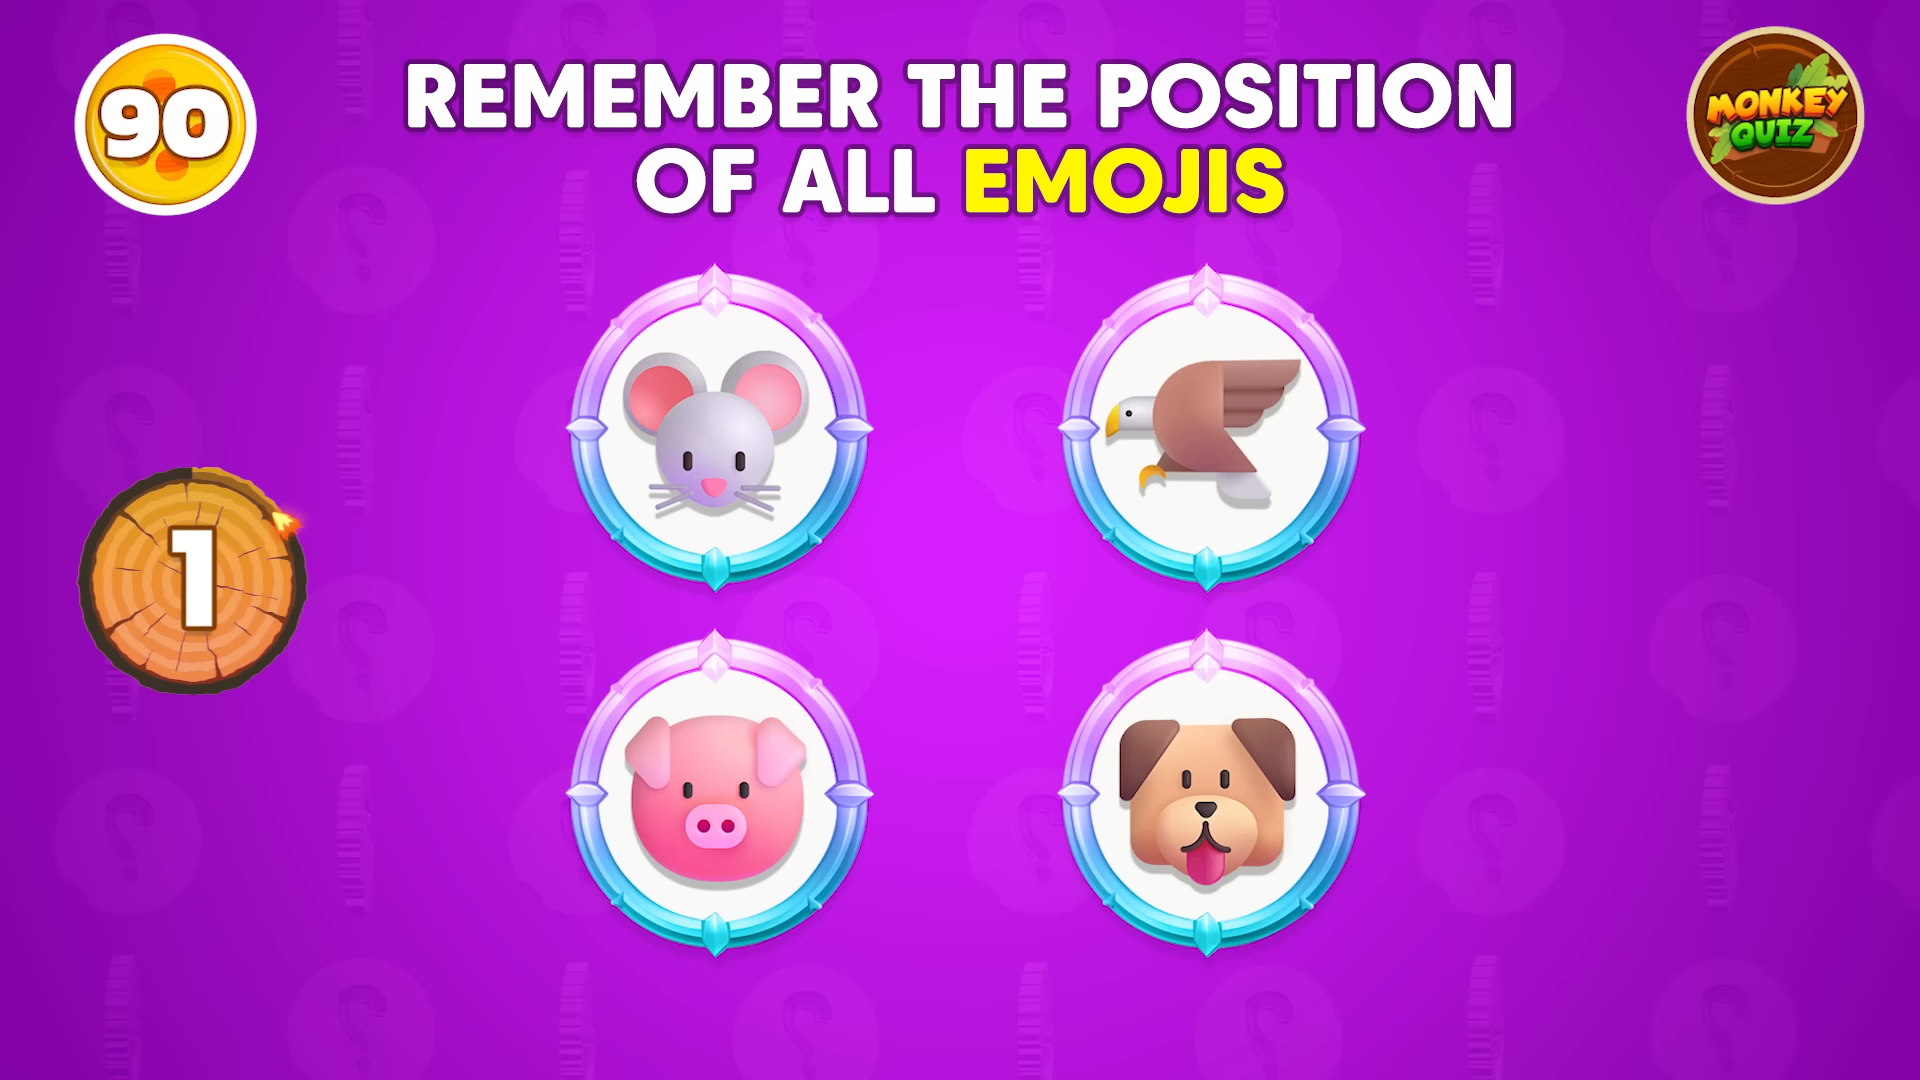 90
REMEMBER THE POSITION
OF ALL EMOJIS
MONKEY
QUIZ
1